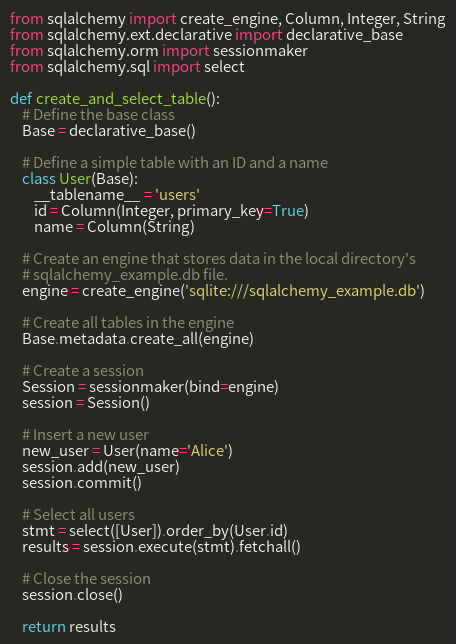 from sqlalchemy import create_engine, Column, Integer, String
from sqlalchemy.ext.declarative import declarative_base
from sqlalchemy.orm import sessionmaker
from sqlalchemy.sql import select

def create_and_select_table():
    # Define the base class
    Base = declarative_base()

    # Define a simple table with an ID and a name
    class User(Base):
        __tablename__ = 'users'
        id = Column(Integer, primary_key=True)
        name = Column(String)

    # Create an engine that stores data in the local directory's
    # sqlalchemy_example.db file.
    engine = create_engine('sqlite:///sqlalchemy_example.db')

    # Create all tables in the engine
    Base.metadata.create_all(engine)

    # Create a session
    Session = sessionmaker(bind=engine)
    session = Session()

    # Insert a new user
    new_user = User(name='Alice')
    session.add(new_user)
    session.commit()

    # Select all users
    stmt = select([User]).order_by(User.id)
    results = session.execute(stmt).fetchall()

    # Close the session
    session.close()

    return results